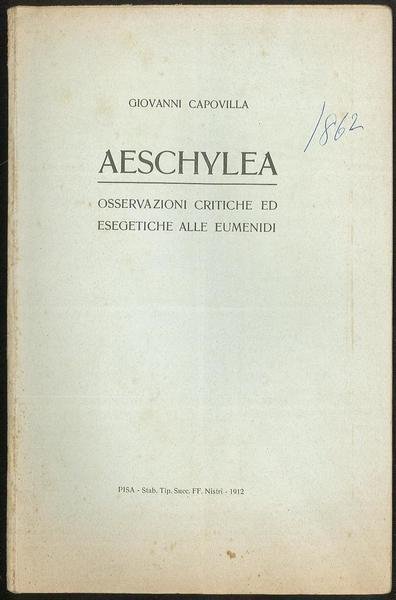 GIOVANNI CAPOVILLA
1862
AESCHYLEA
OSSERVAZIONI CRITICHE ED
ESEGETICHE ALLE EUMENIDI
PISA - Stab. Tip. Succ. FF. Nistri - 1912